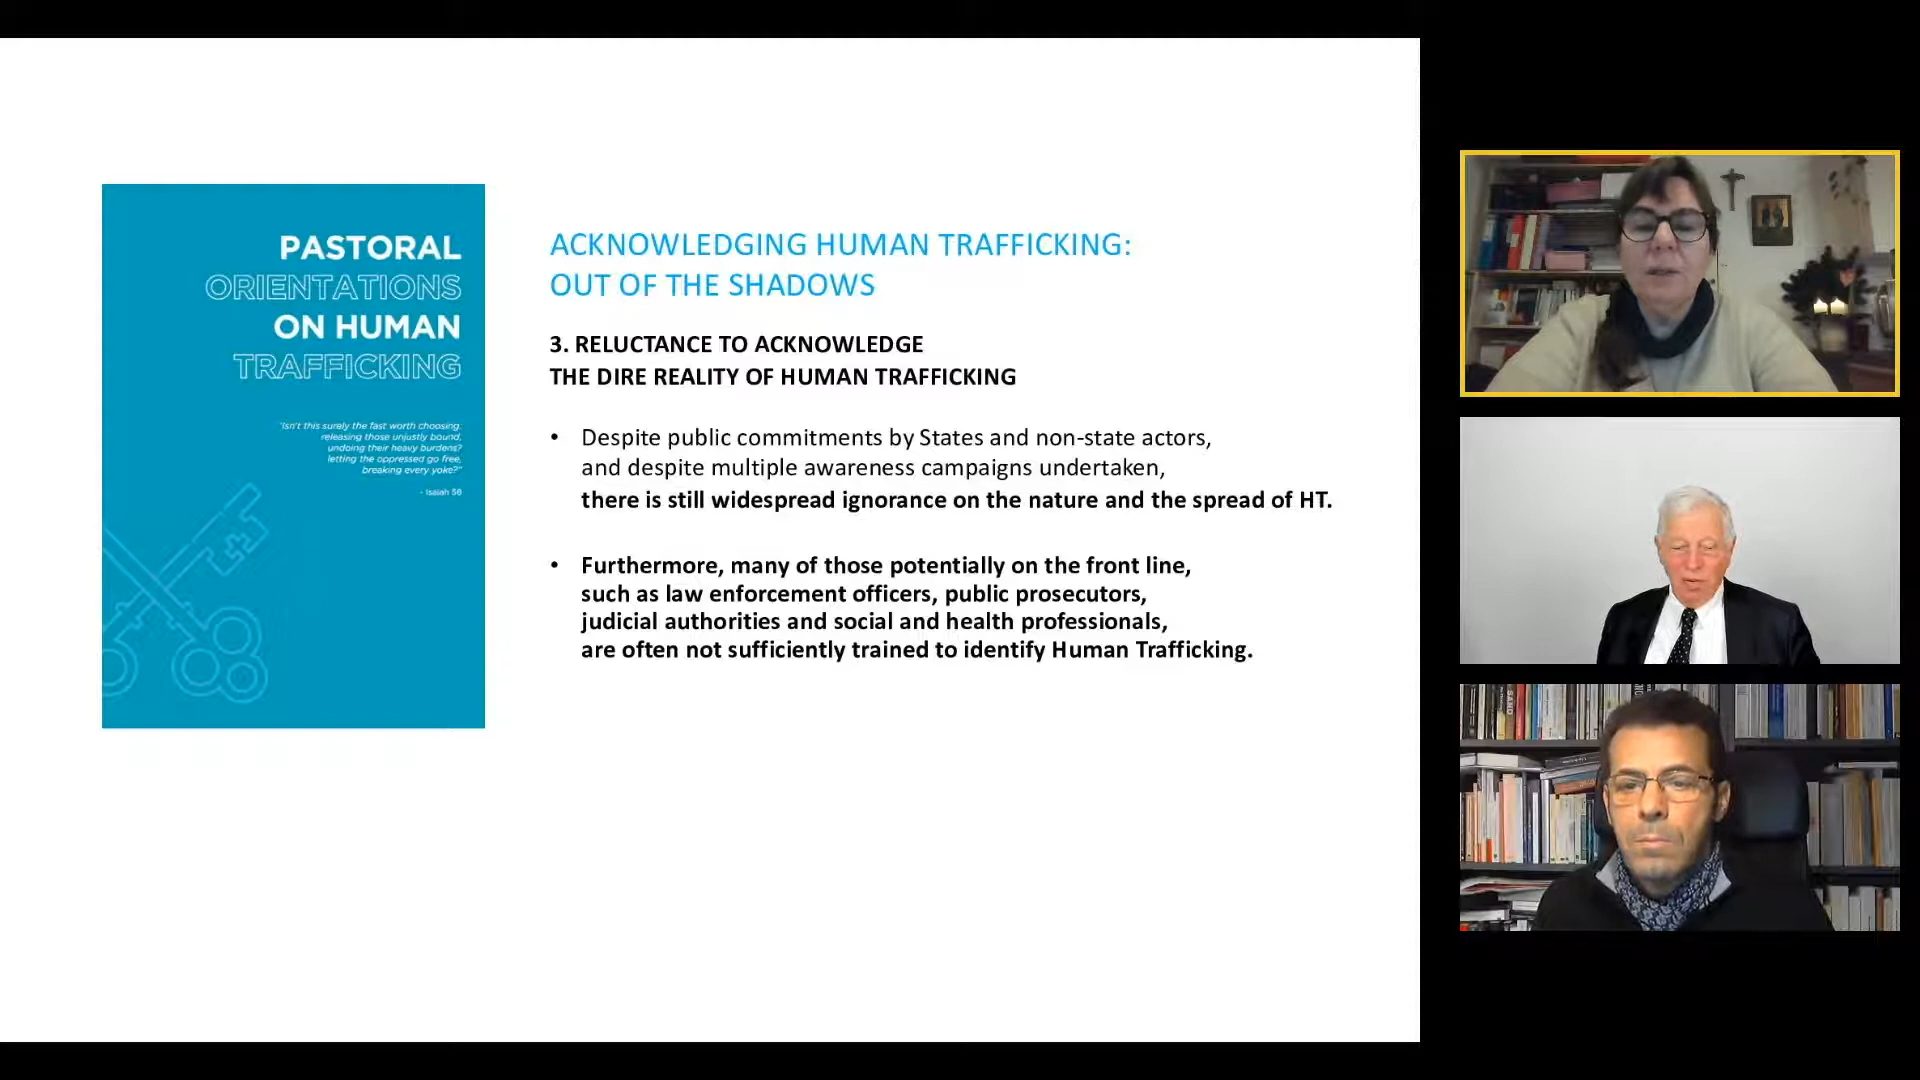 PASTORAL
ORIENTATIONS
ON HUMAN
TRAFFICKING
"Isn't this surely the fast worth choosing:
releasing those unjustly bound,
undoing their heavy burdens?
letting the oppressed go free,
breaking every yoke?"
- Isaiah 58
ACKNOWLEDGING HUMAN TRAFFICKING:
OUT OF THE SHADOWS
3. RELUCTANCE TO ACKNOWLEDGE
THE DIRE REALITY OF HUMAN TRAFFICKING
• Despite public commitments by States and non-state actors,
and despite multiple awareness campaigns undertaken,
there is still widespread ignorance on the nature and the spread of HT.
• Furthermore, many of those potentially on the front line,
such as law enforcement officers, public prosecutors,
judicial authorities and social and health professionals,
are often not sufficiently trained to identify Human Trafficking.